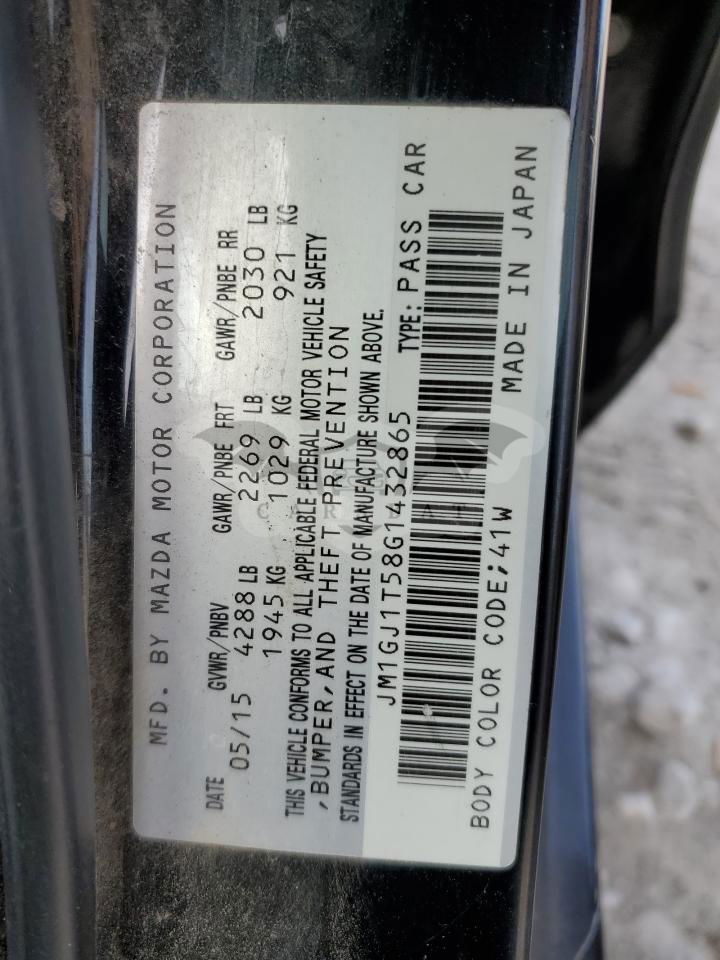 MFD. BY MAZDA MOTOR CORPORATION
DATE GVWR/PNBV GAWR/PNBE FRT GAWR/PNBE RR
05/15 4288 LB 2269 LB 2030 LB
1945 KG 1029 KG 921 KG
THIS VEHICLE CONFORMS TO ALL APPLICABLE FEDERAL MOTOR VEHICLE SAFETY
,BUMPER, AND THEFT PREVENTION
STANDARDS IN EFFECT ON THE DATE OF MANUFACTURE SHOWN ABOVE.
JM1GJ1T58G1432865 TYPE: PASS CAR
BODY COLOR CODE;41W MADE IN JAPAN